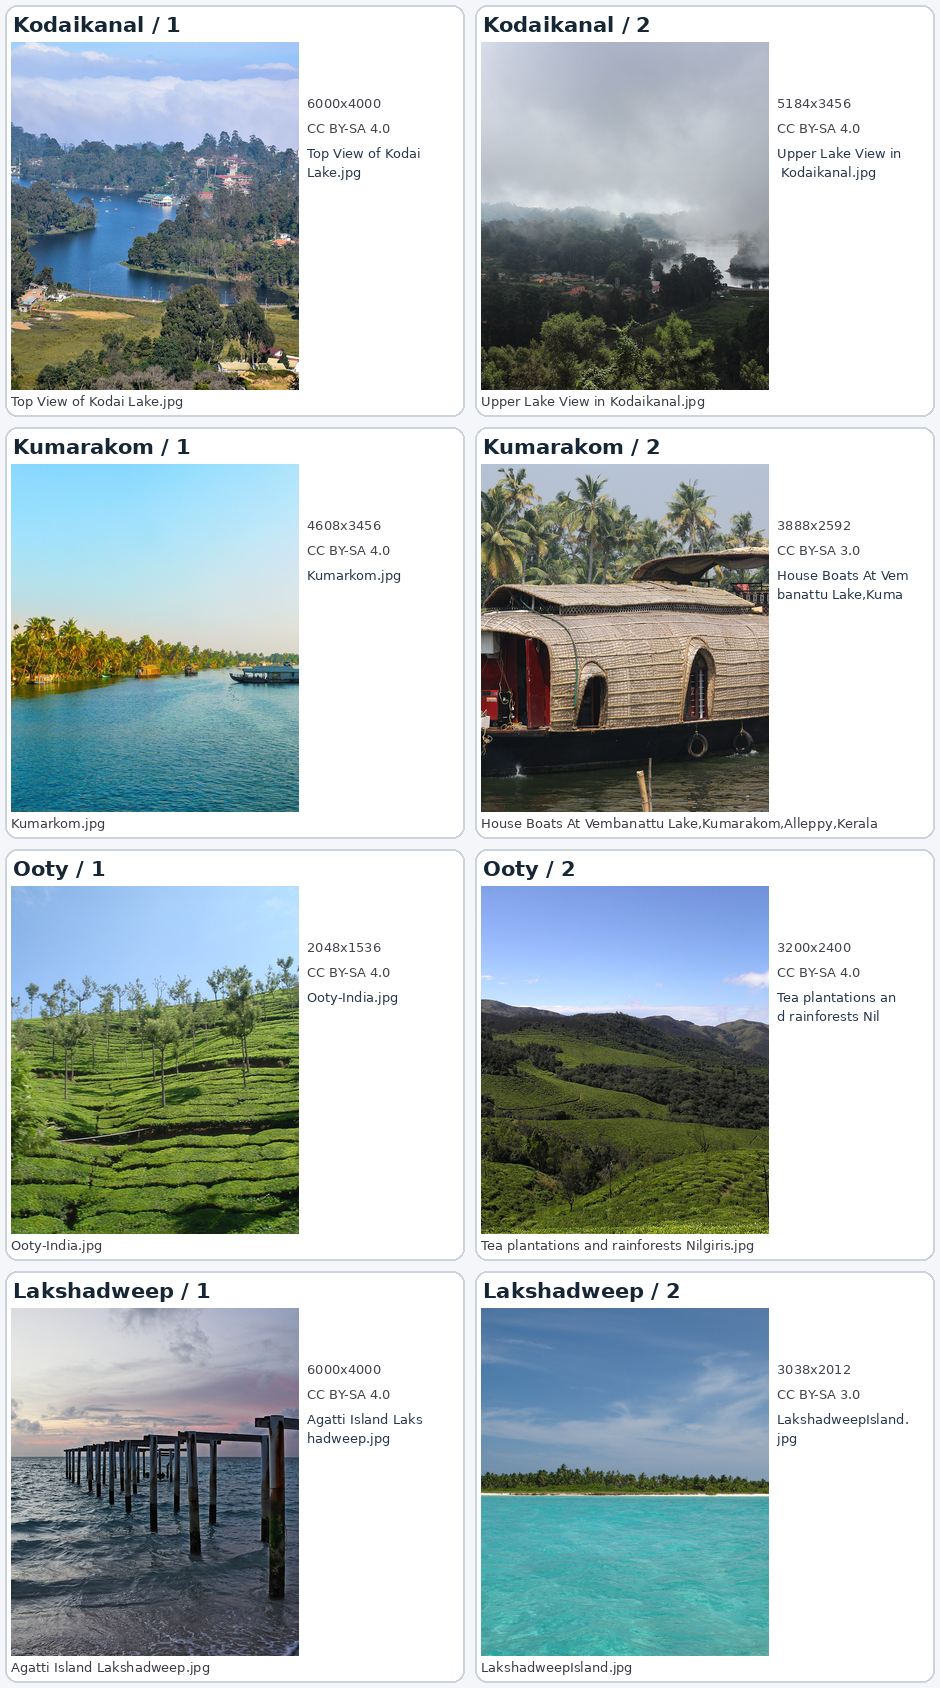 Kodaikanal / 1
6000x4000
CC BY-SA 4.0
Top View of Kodai
Lake.jpg
Top View of Kodai Lake.jpg
Kodaikanal / 2
5184x3456
CC BY-SA 4.0
Upper Lake View in
Kodaikanal.jpg
Upper Lake View in Kodaikanal.jpg
Kumarakom / 1
4608x3456
CC BY-SA 4.0
Kumarkom.jpg
Kumarkom.jpg
Kumarakom / 2
3888x2592
CC BY-SA 3.0
House Boats At Vem
banattu Lake,Kuma
House Boats At Vembanattu Lake,Kumarakom,Alleppy,Kerala
Ooty / 1
2048x1536
CC BY-SA 4.0
Ooty-India.jpg
Ooty-India.jpg
Ooty / 2
3200x2400
CC BY-SA 4.0
Tea plantations an
d rainforests Nil
Tea plantations and rainforests Nilgiris.jpg
Lakshadweep / 1
6000x4000
CC BY-SA 4.0
Agatti Island Laks
hadweep.jpg
Agatti Island Lakshadweep.jpg
Lakshadweep / 2
3038x2012
CC BY-SA 3.0
LakshadweepIsland.
jpg
LakshadweepIsland.jpg